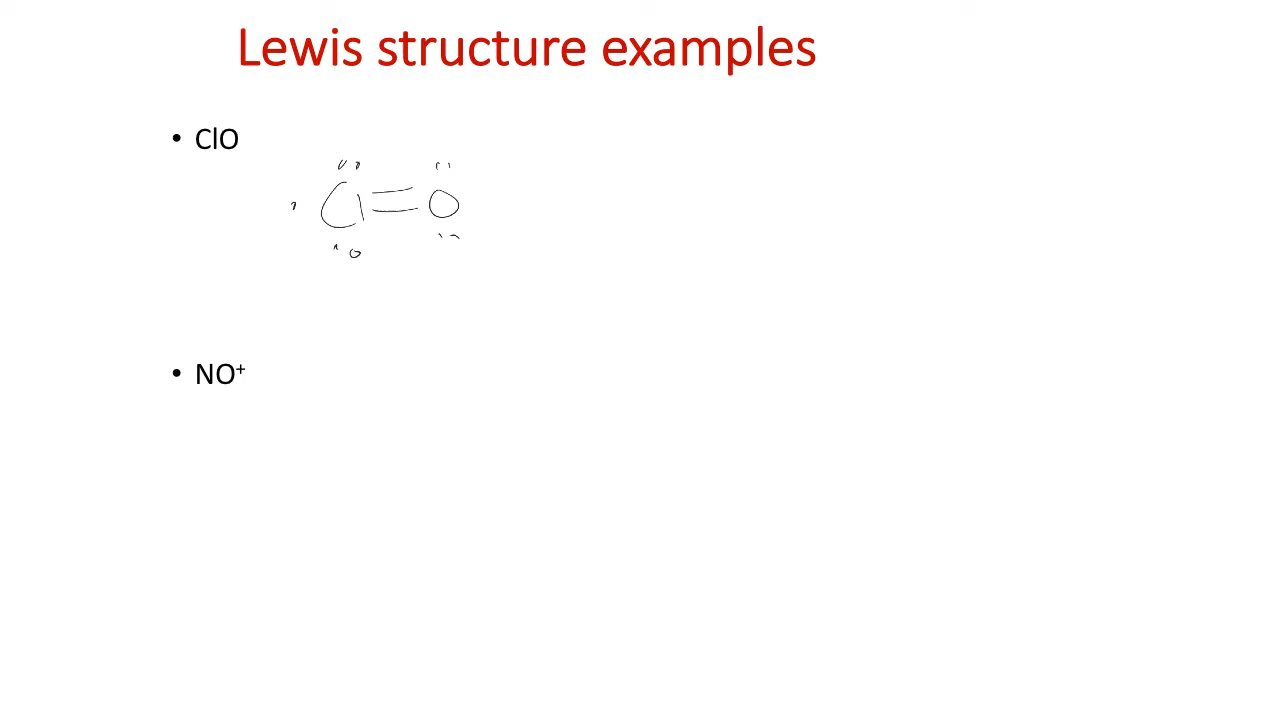 Lewis structure examples
• ClO
Cl=O
• NO⁺